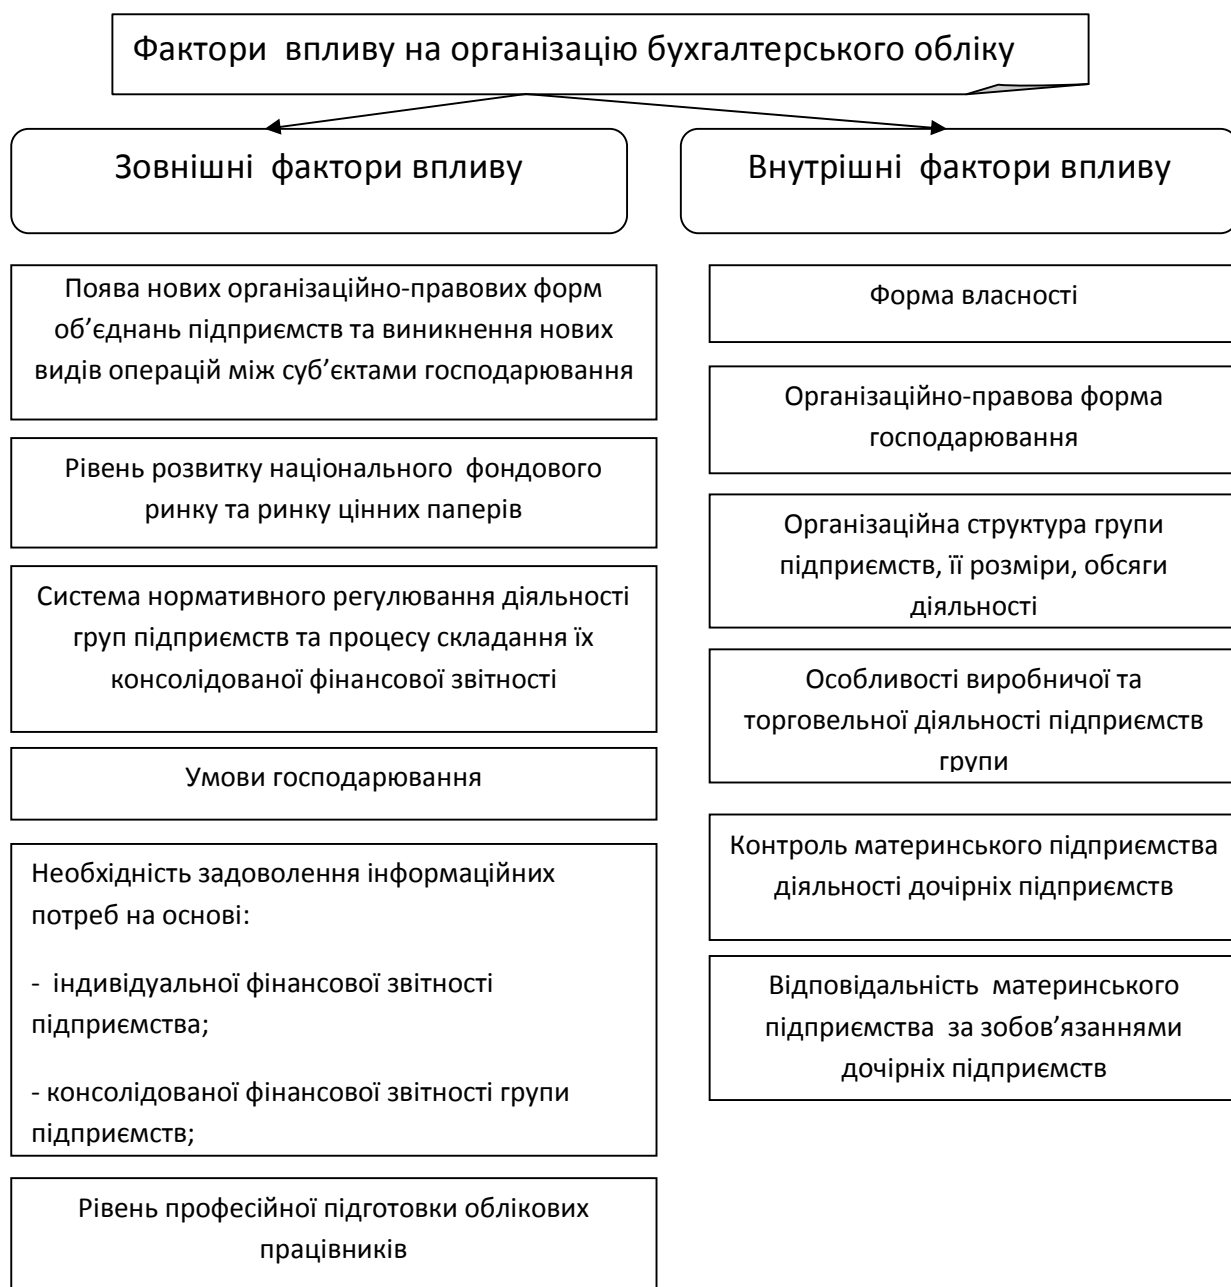 Фактори впливу на організацію бухгалтерського обліку
Зовнішні фактори впливу
Поява нових організаційно-правових форм
об’єднань підприємств та виникнення нових
видів операцій між суб’єктами господарювання
Рівень розвитку національного фондового
ринку та ринку цінних паперів
Система нормативного регулювання діяльності
груп підприємств та процесу складання їх
консолідованої фінансової звітності
Умови господарювання
Необхідність задоволення інформаційних
потреб на основі:
- індивідуальної фінансової звітності
підприємства;
- консолідованої фінансової звітності групи
підприємств;
Рівень професійної підготовки облікових
працівників
Внутрішні фактори впливу
Форма власності
Організаційно-правова форма
господарювання
Організаційна структура групи
підприємств, її розміри, обсяги
діяльності
Особливості виробничої та
торговельної діяльності підприємств
групи
Контроль материнського підприємства
діяльності дочірніх підприємств
Відповідальність материнського
підприємства за зобов’язаннями
дочірніх підприємств